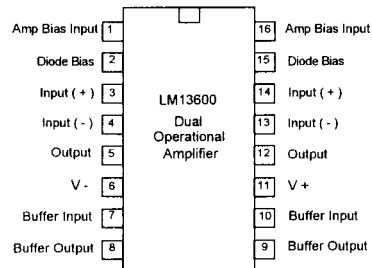 Amp Bias Input 1 16 Amp Bias Input
Diode Bias 2 15 Diode Bias
Input ( + ) 3 14 Input ( + )
LM13600
Input ( - ) 4 Dual 13 Input ( - )
Operational
Output 5 Amplifier 12 Output
V - 6 11 V +
Buffer Input 7 10 Buffer Input
Buffer Output 8 9 Buffer Output